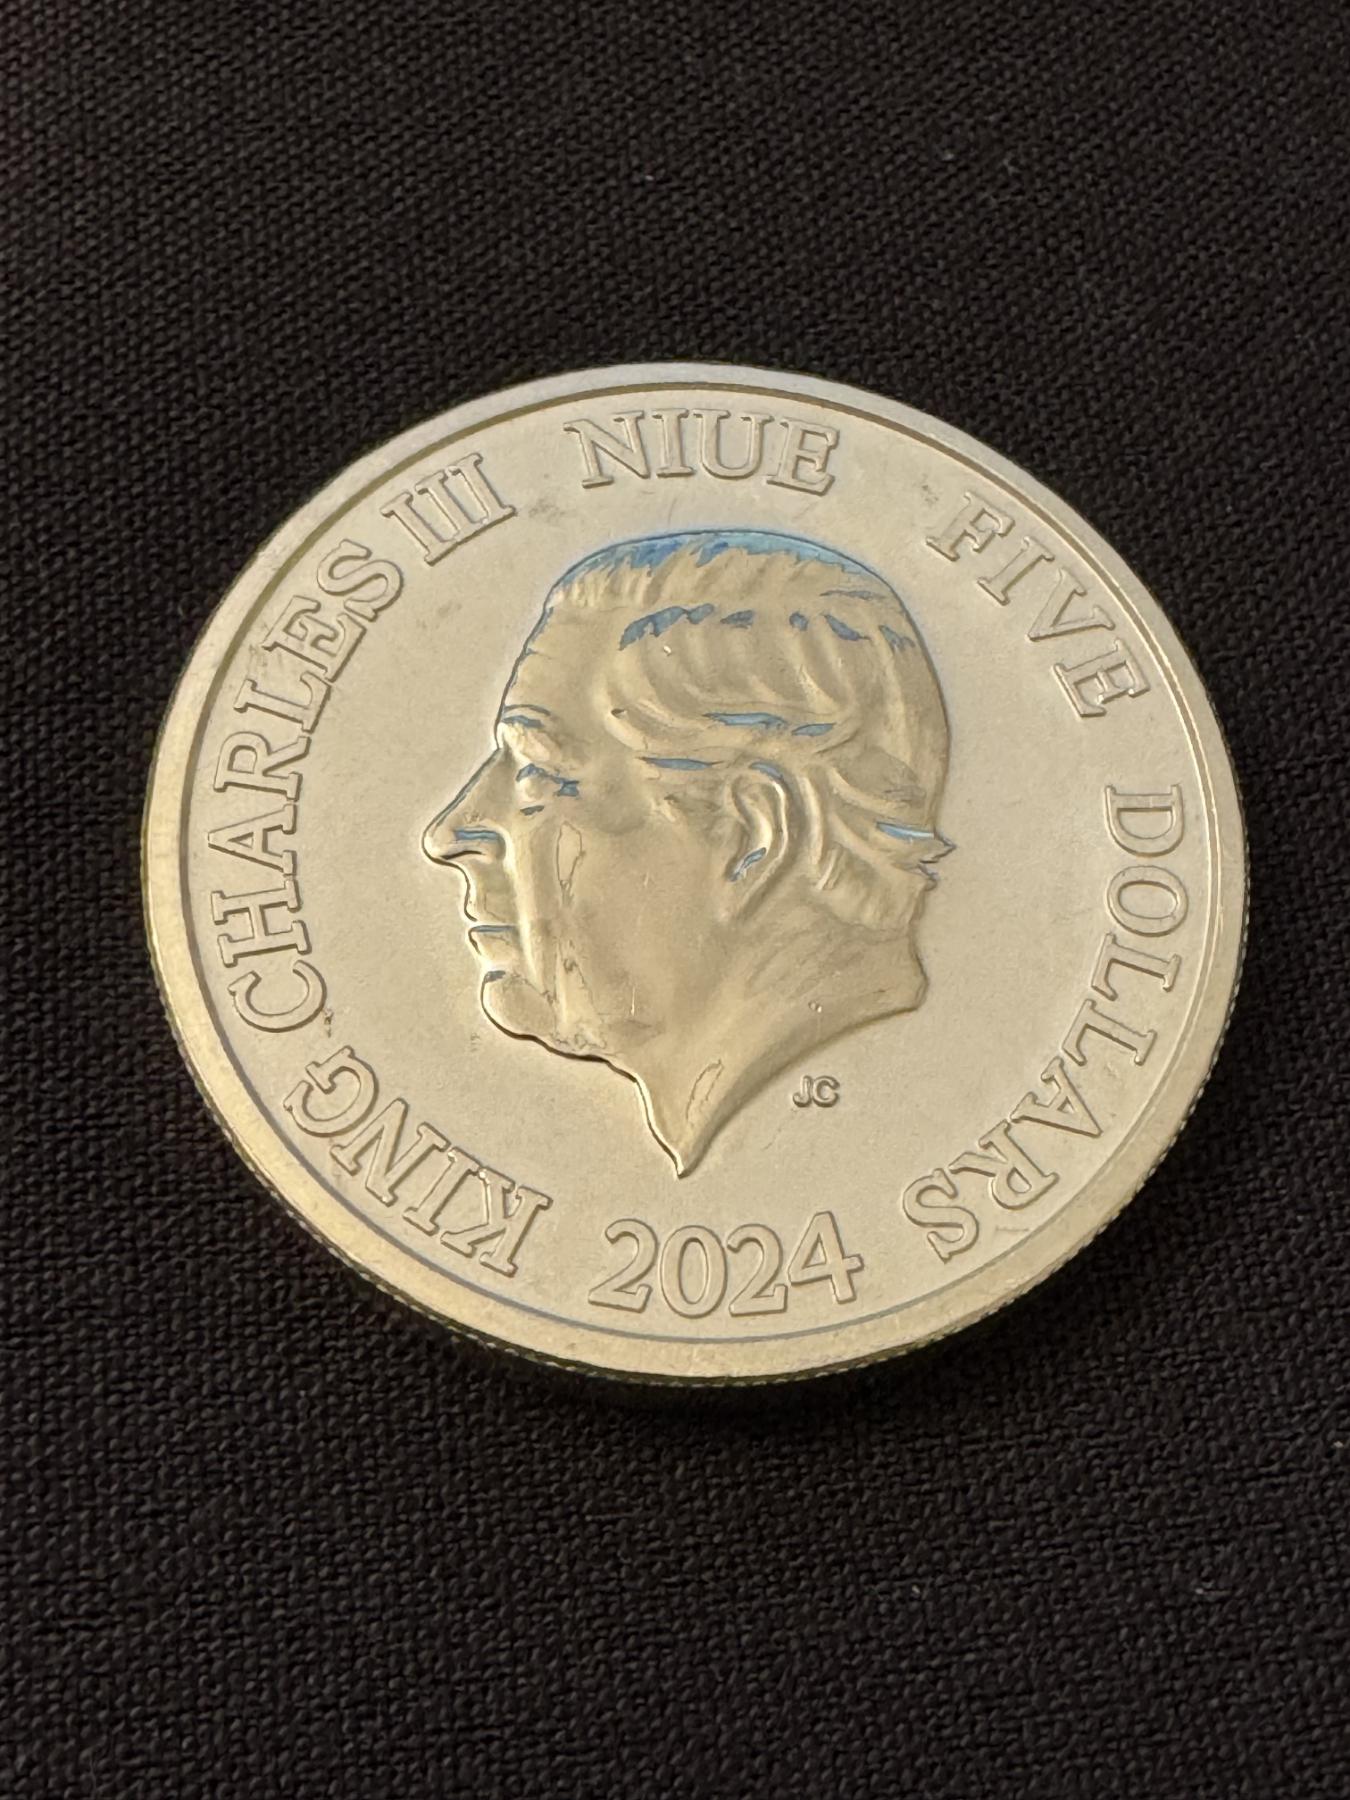 KING CHARLES III NIUE FIVE DOLLARS
JC
2024